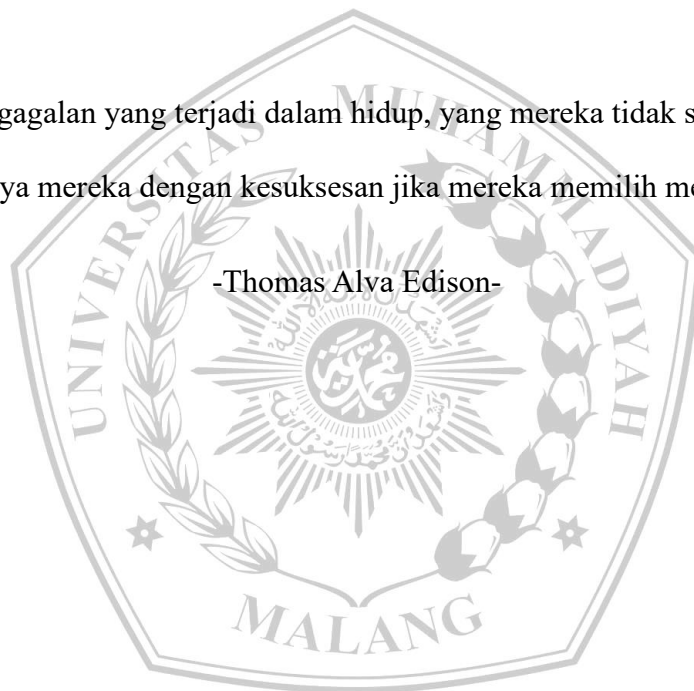 gagalan yang terjadi dalam hidup, yang mereka tidak s
ya mereka dengan kesuksesan jika mereka memilih me
-Thomas Alva Edison-
UNIVERSITAS MUHAMMADIYAH
MALANG